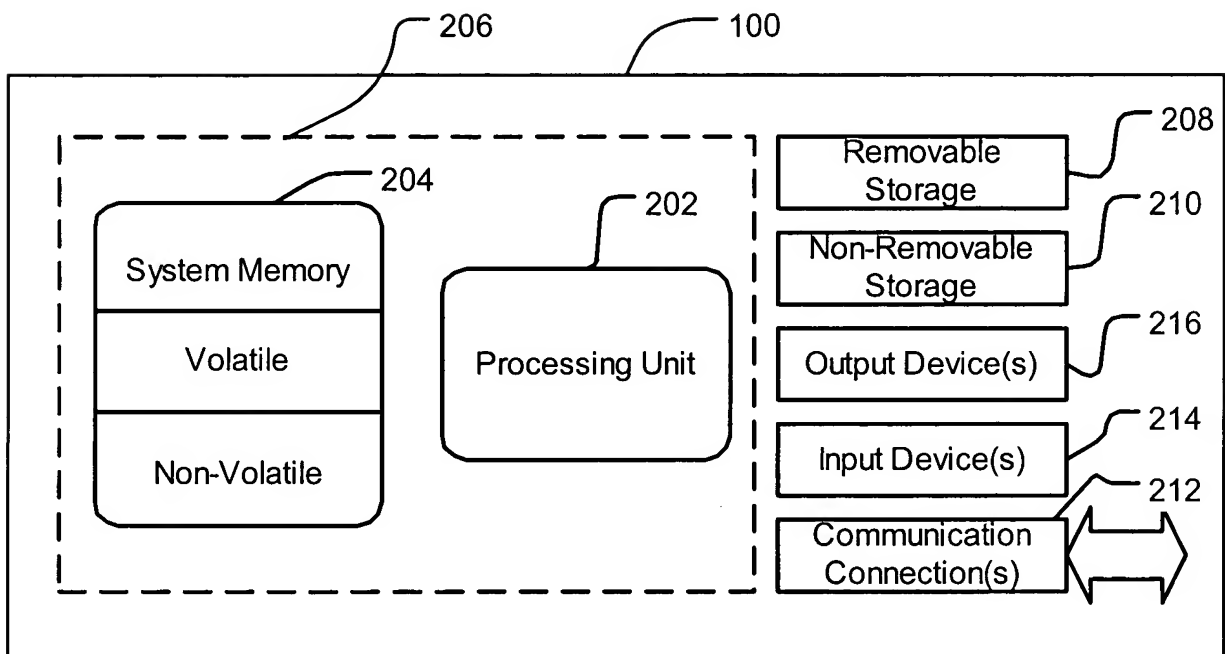 206
100
204
202
System Memory
Volatile
Non-Volatile
Processing Unit
Removable
Storage
208
Non-Removable
Storage
210
Output Device(s)
216
Input Device(s)
214
Communication
Connection(s)
212